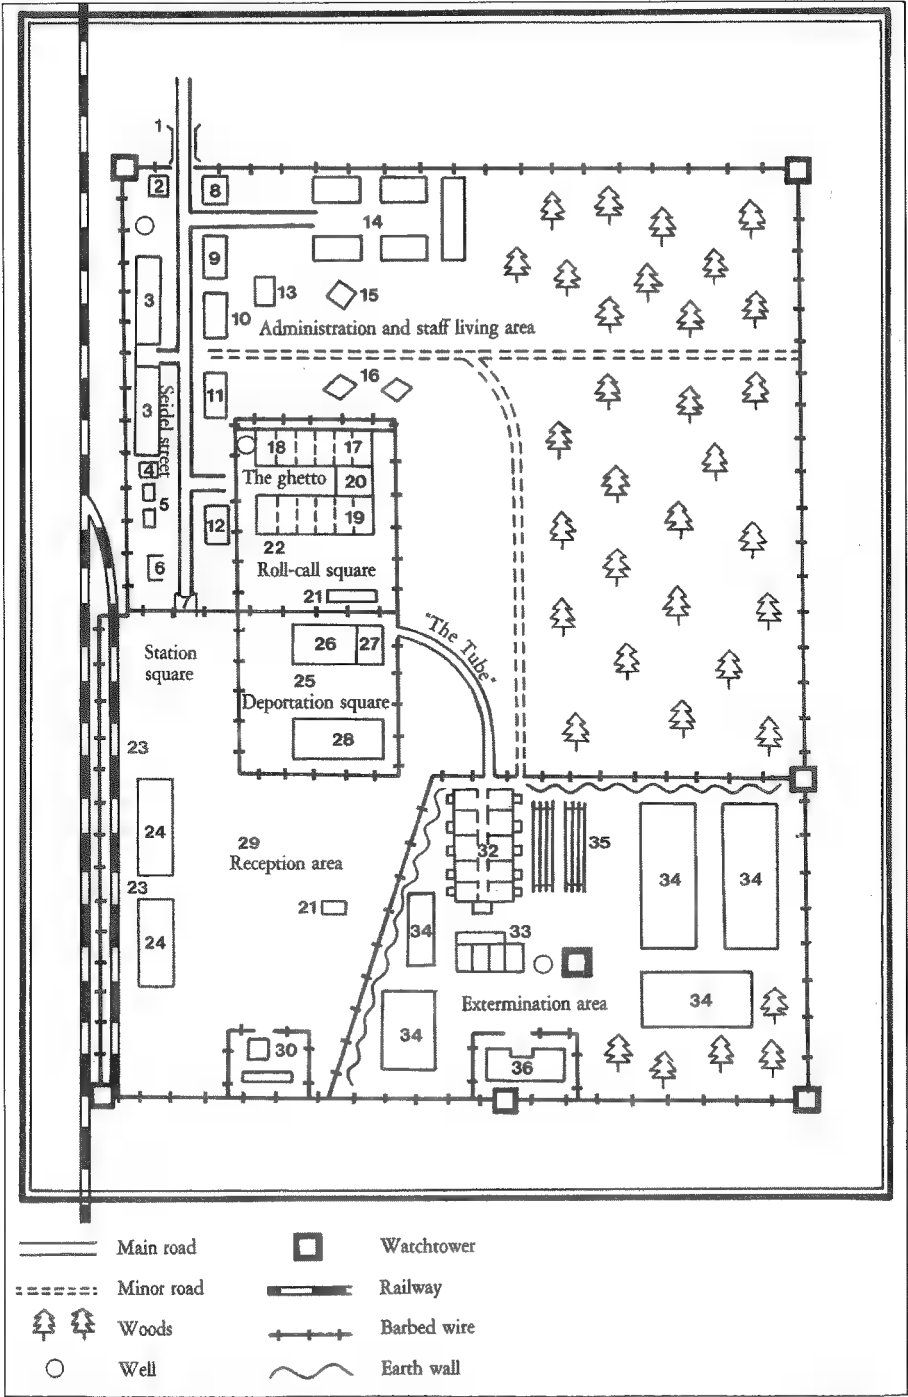 1
2
8
14
9
3
13
15
10
Administration and staff living area
16
3
11
Seidel street
18
17
4
The ghetto
20
5
19
12
22
6
Roll-call square
21
7
"The Tube"
26
27
Station
square
25
Deportation square
23
28
24
29
32
35
Reception area
34
34
23
21
24
34
33
34
Extermination area
34
30
36
Main road
Watchtower
Minor road
Railway
Woods
Barbed wire
Well
Earth wall